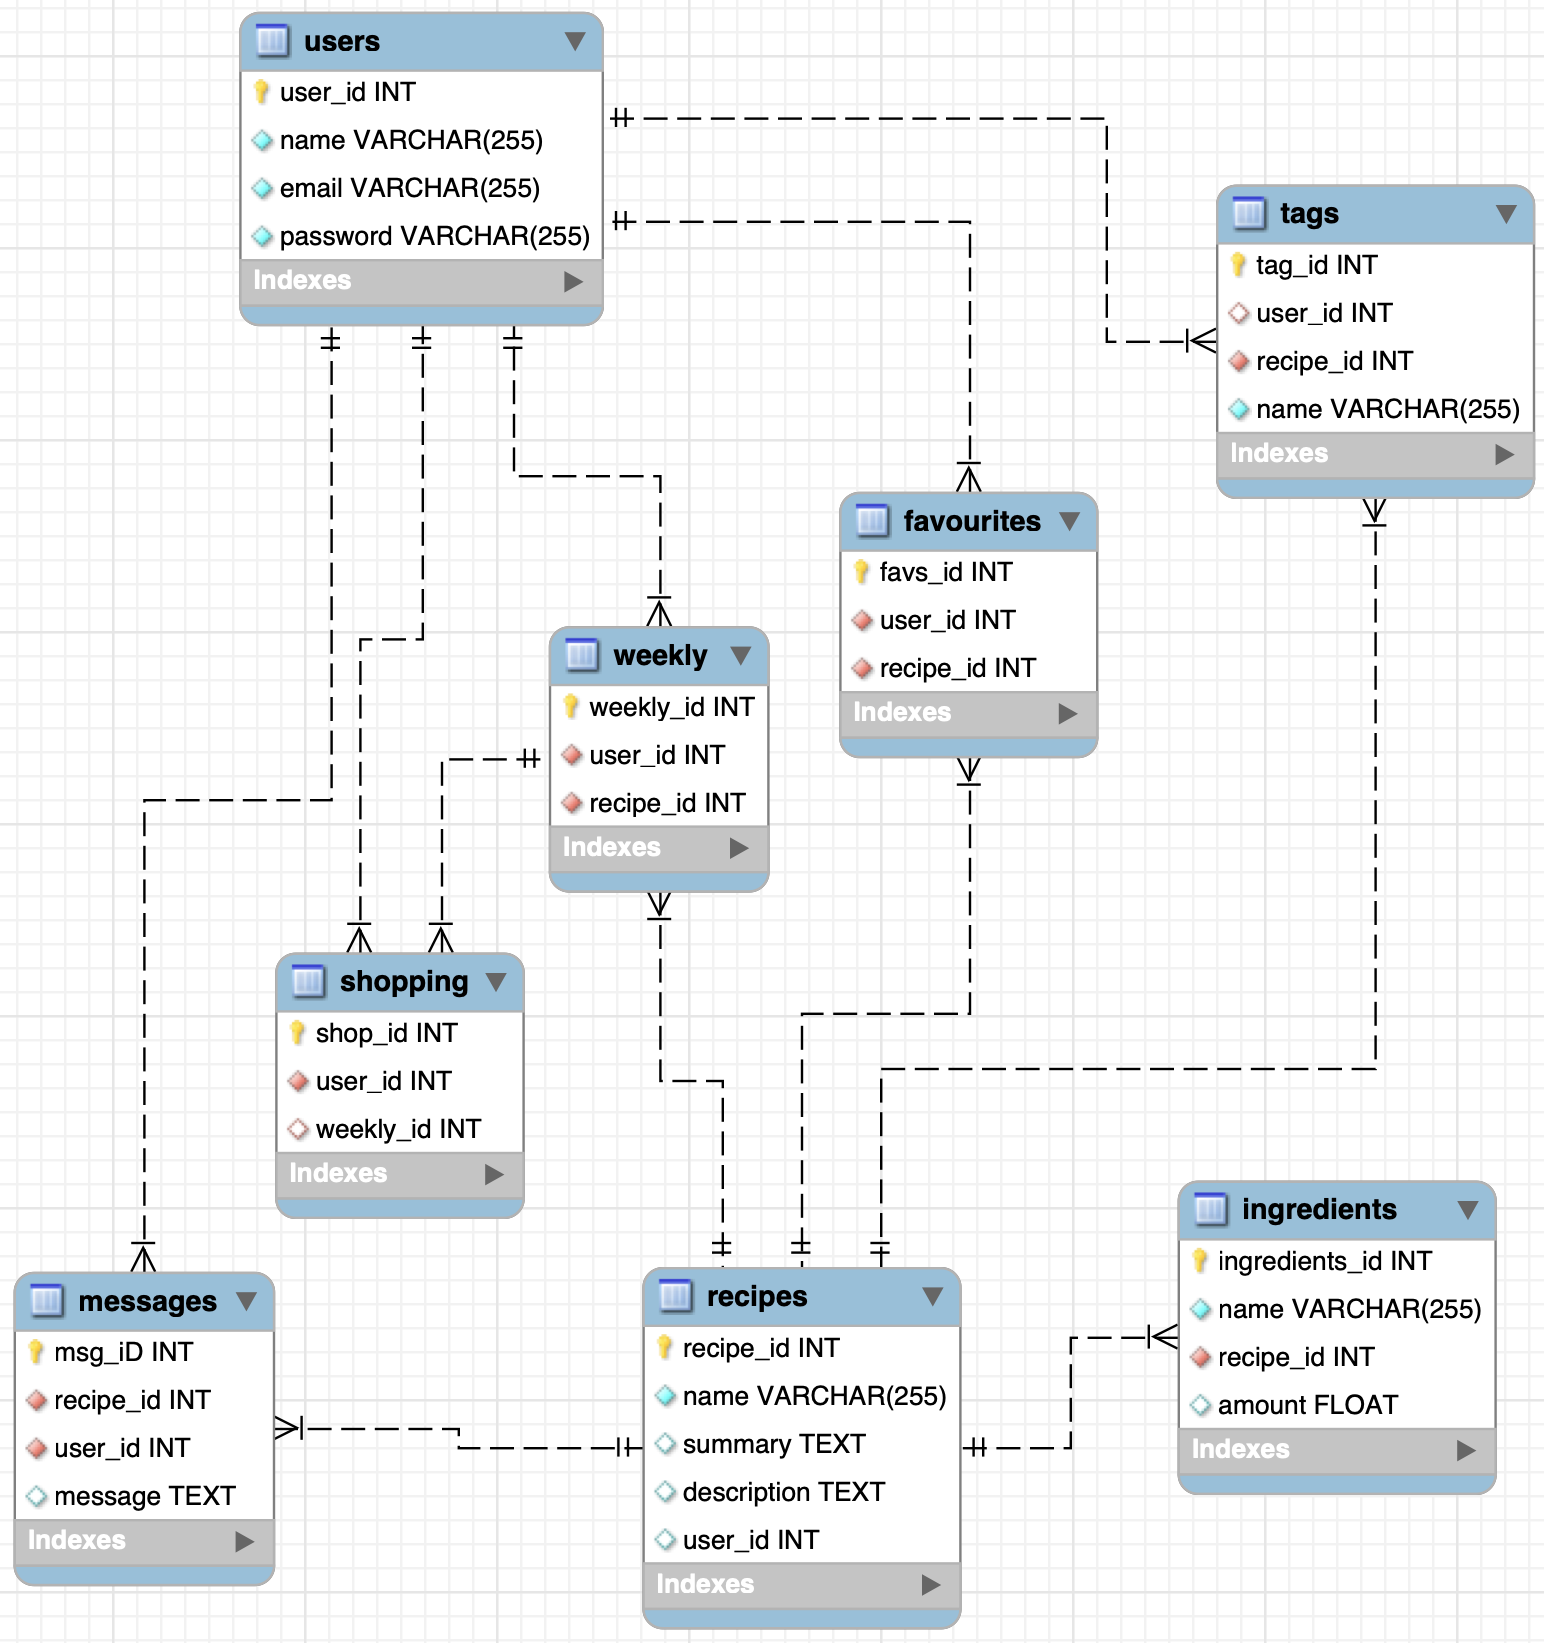 users
user_id INT
name VARCHAR(255)
email VARCHAR(255)
password VARCHAR(255)
Indexes
tags
tag_id INT
user_id INT
recipe_id INT
name VARCHAR(255)
Indexes
favourites
favs_id INT
user_id INT
recipe_id INT
Indexes
weekly
weekly_id INT
user_id INT
recipe_id INT
Indexes
shopping
shop_id INT
user_id INT
weekly_id INT
Indexes
messages
msg_iD INT
recipe_id INT
user_id INT
message TEXT
Indexes
recipes
recipe_id INT
name VARCHAR(255)
summary TEXT
description TEXT
user_id INT
Indexes
ingredients
ingredients_id INT
name VARCHAR(255)
recipe_id INT
amount FLOAT
Indexes